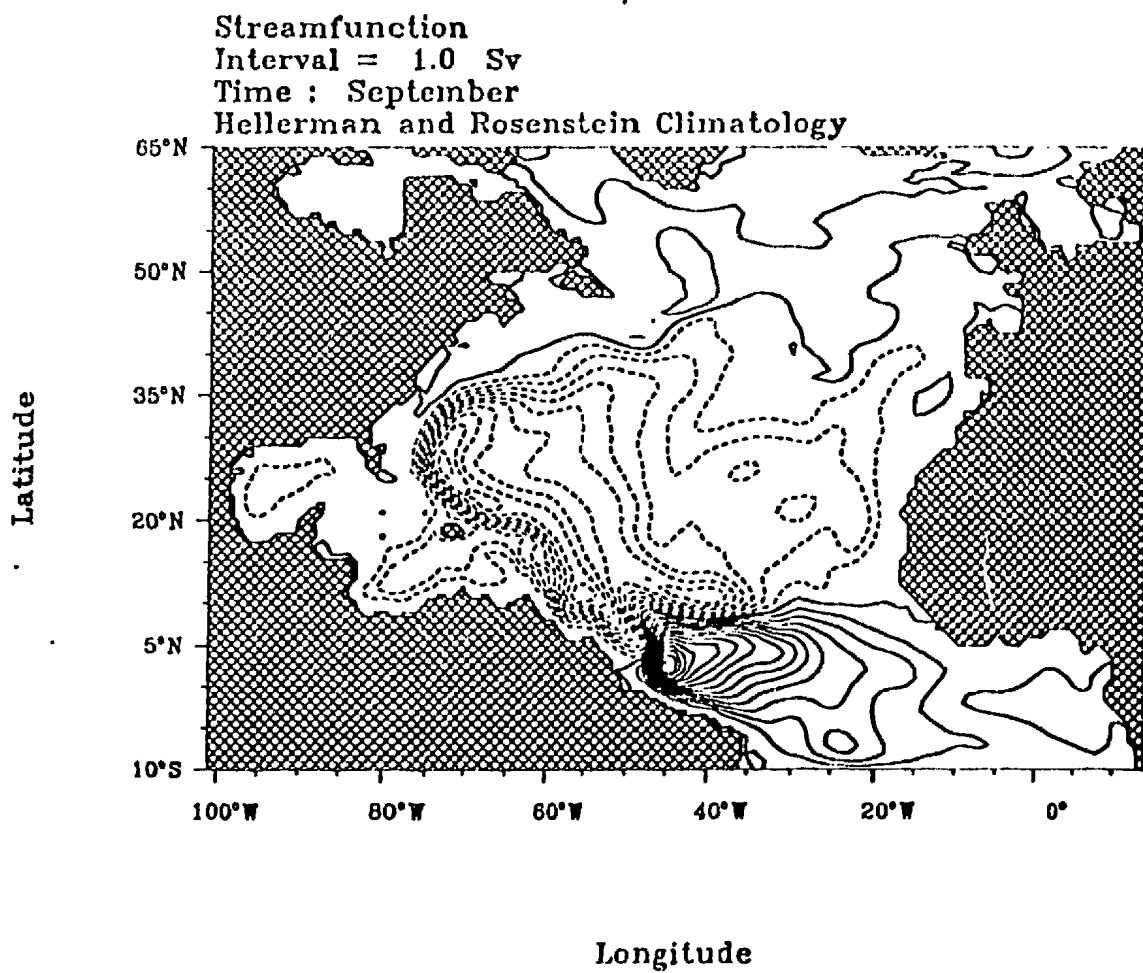 Streamfunction
Interval = 1.0 Sv
Time : September
Hellerman and Rosenstein Climatology
65°N
50°N
35°N
20°N
5°N
10°S
Latitude
100°W 80°W 60°W 40°W 20°W 0°
Longitude